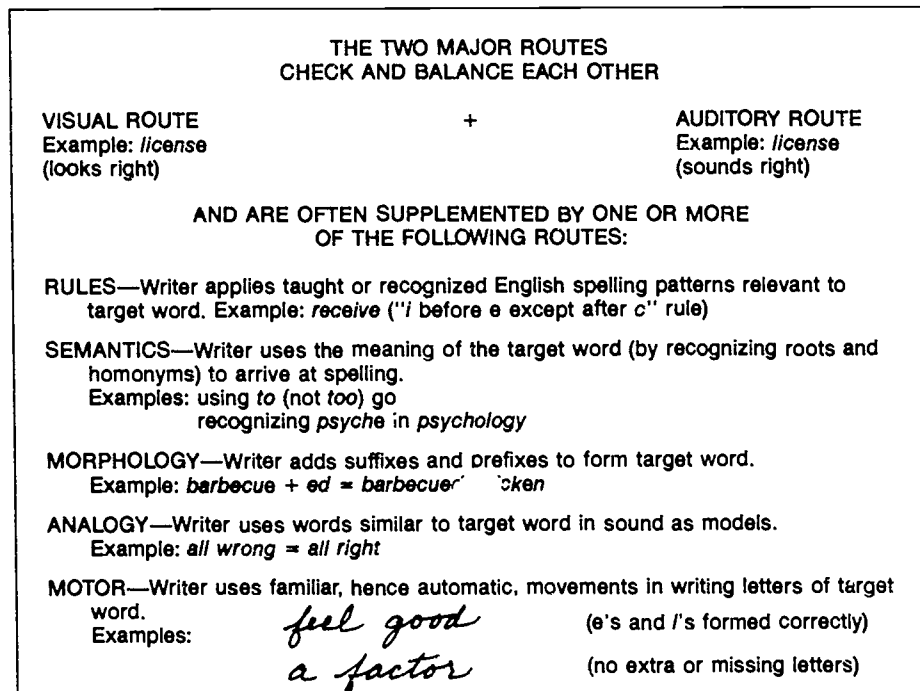 THE TWO MAJOR ROUTES
CHECK AND BALANCE EACH OTHER
VISUAL ROUTE + AUDITORY ROUTE
Example: license Example: license
(looks right) (sounds right)
AND ARE OFTEN SUPPLEMENTED BY ONE OR MORE
OF THE FOLLOWING ROUTES:
RULES—Writer applies taught or recognized English spelling patterns relevant to
target word. Example: receive ("i before e except after c" rule)
SEMANTICS—Writer uses the meaning of the target word (by recognizing roots and
homonyms) to arrive at spelling.
Examples: using to (not too) go
recognizing psyche in psychology
MORPHOLOGY—Writer adds suffixes and prefixes to form target word.
Example: barbecue + ed =
ANALOGY—Writer uses words similar to target word in sound as models.
Example: all wrong = all right
MOTOR—Writer uses familiar, hence automatic, movements in writing letters of target
word.
Examples: feel good (e's and l's formed correctly)
a factor (no extra or missing letters)